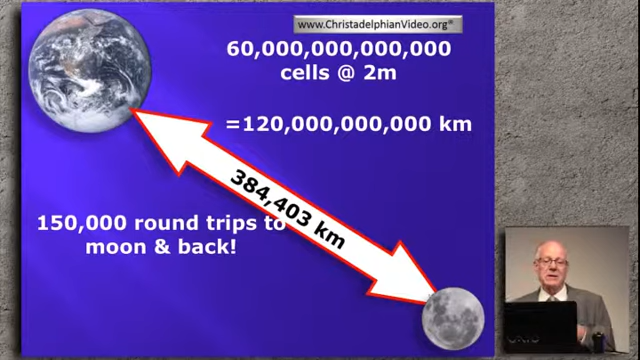 www.ChristadelphianVideo.org®
60,000,000,000,000
cells @ 2m
=120,000,000,000 km
384,403 km
150,000 round trips to
moon & back!